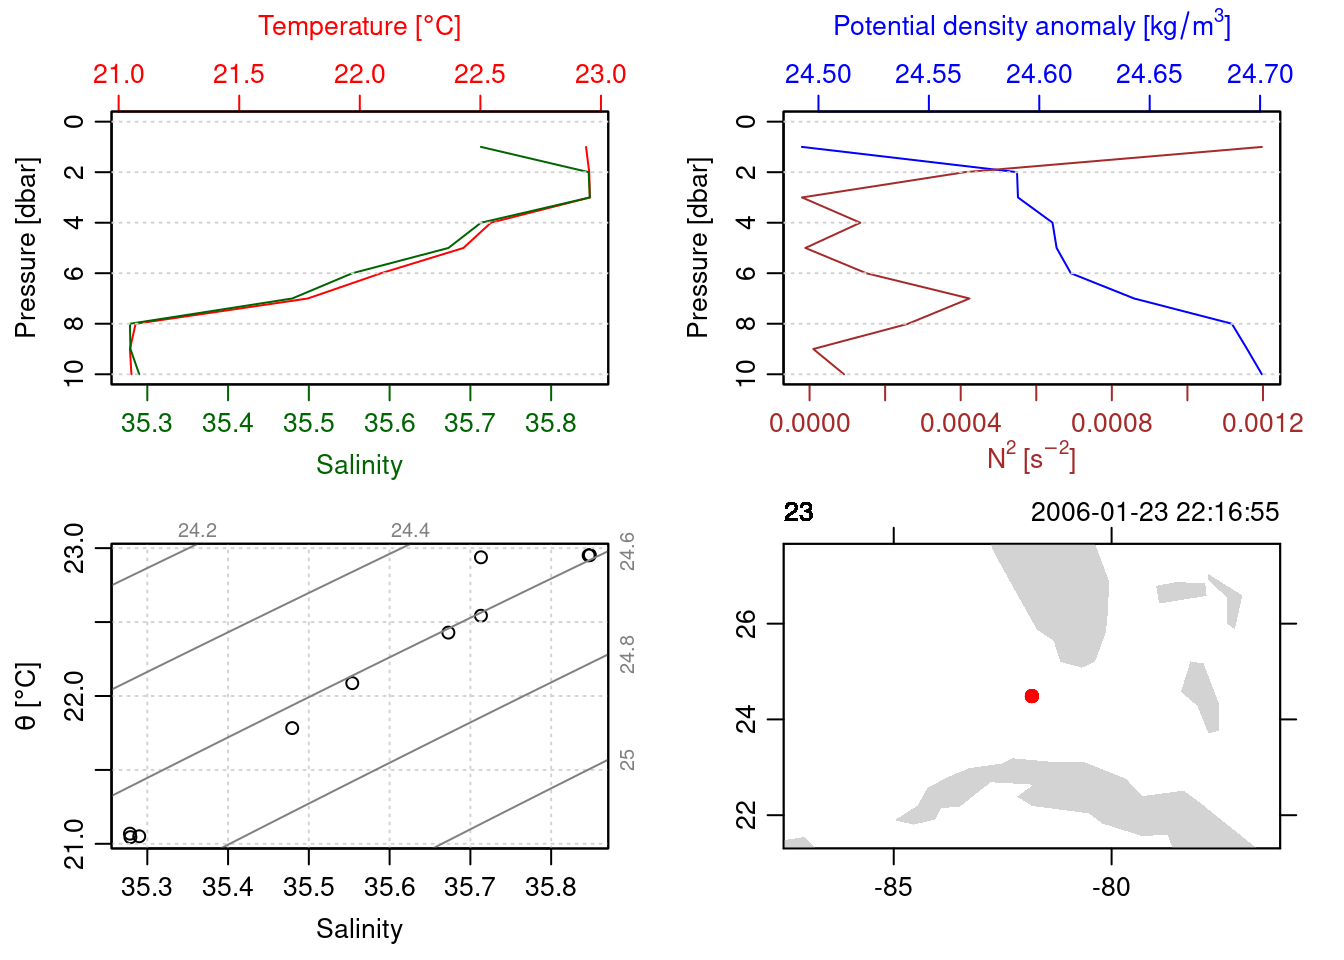 Temperature [°C]
21.0 21.5 22.0 22.5 23.0
Pressure [dbar]
0 2 4 6 8 10
35.3 35.4 35.5 35.6 35.7 35.8
Salinity
Potential density anomaly [kg/m³]
24.50 24.55 24.60 24.65 24.70
Pressure [dbar]
0 2 4 6 8 10
0.0000 0.0004 0.0008 0.0012
N² [s⁻²]
24.2 24.4
24.6
24.8
25
θ [°C]
23.0 22.0 21.0
35.3 35.4 35.5 35.6 35.7 35.8
Salinity
23 2006-01-23 22:16:55
26 24 22
-85 -80